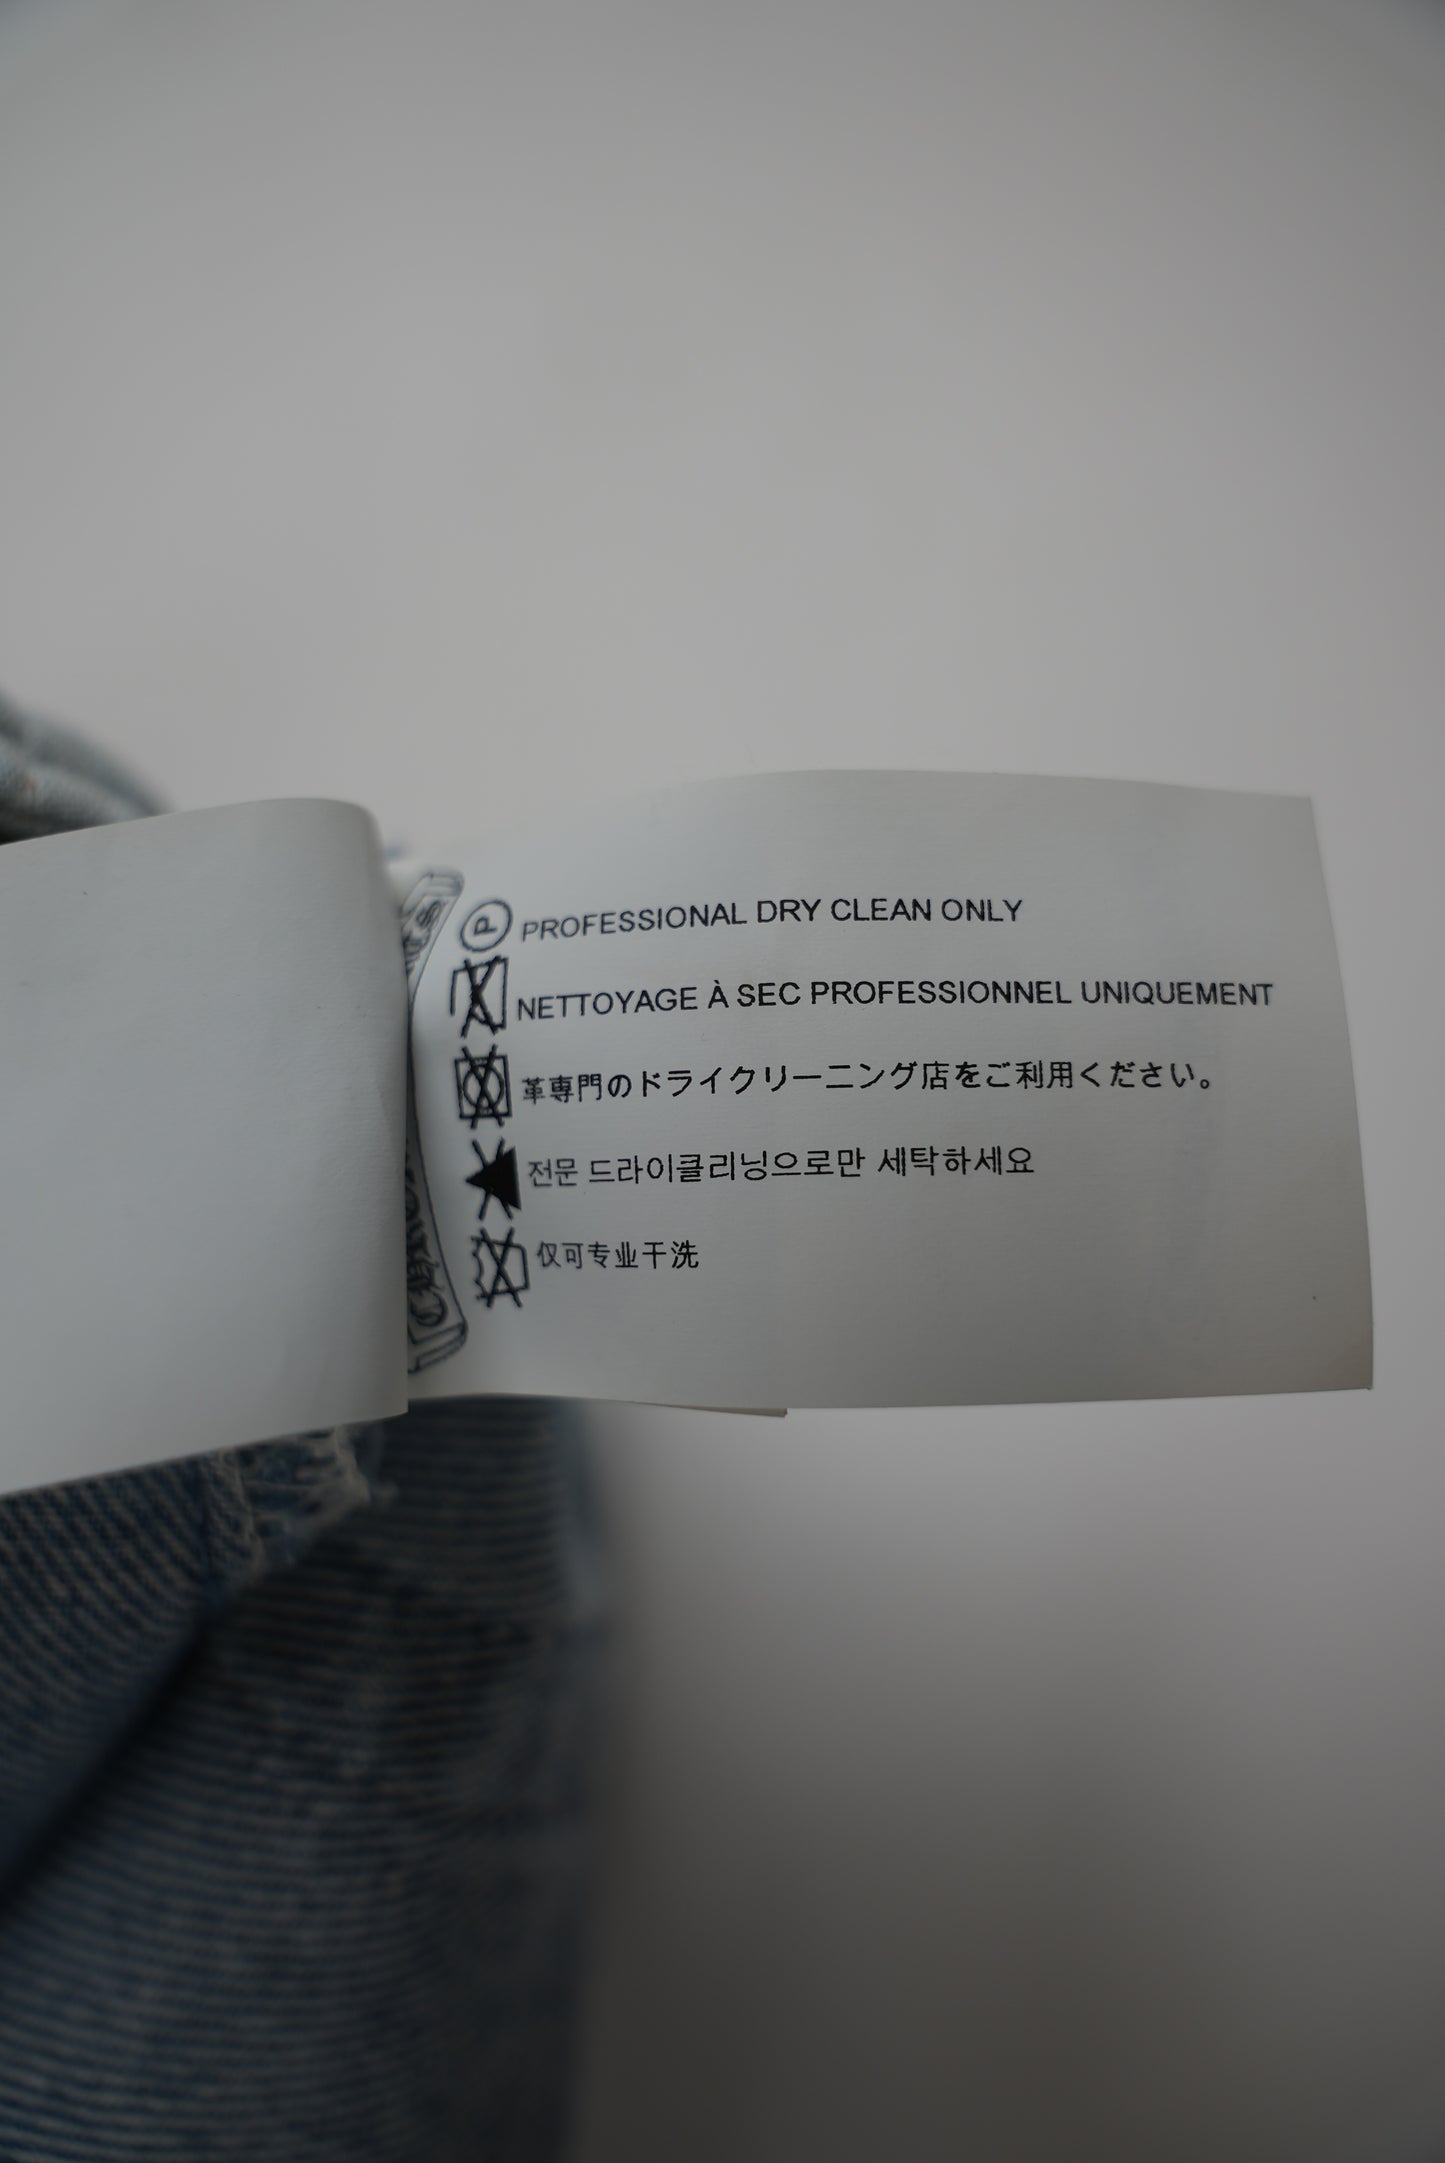 P PROFESSIONAL DRY CLEAN ONLY
NETTOYAGE À SEC PROFESSIONNEL UNIQUEMENT
革専門のドライクリーニング店をご利用ください。
전문 드라이클리닝으로만 세탁하세요
仅可专业干洗